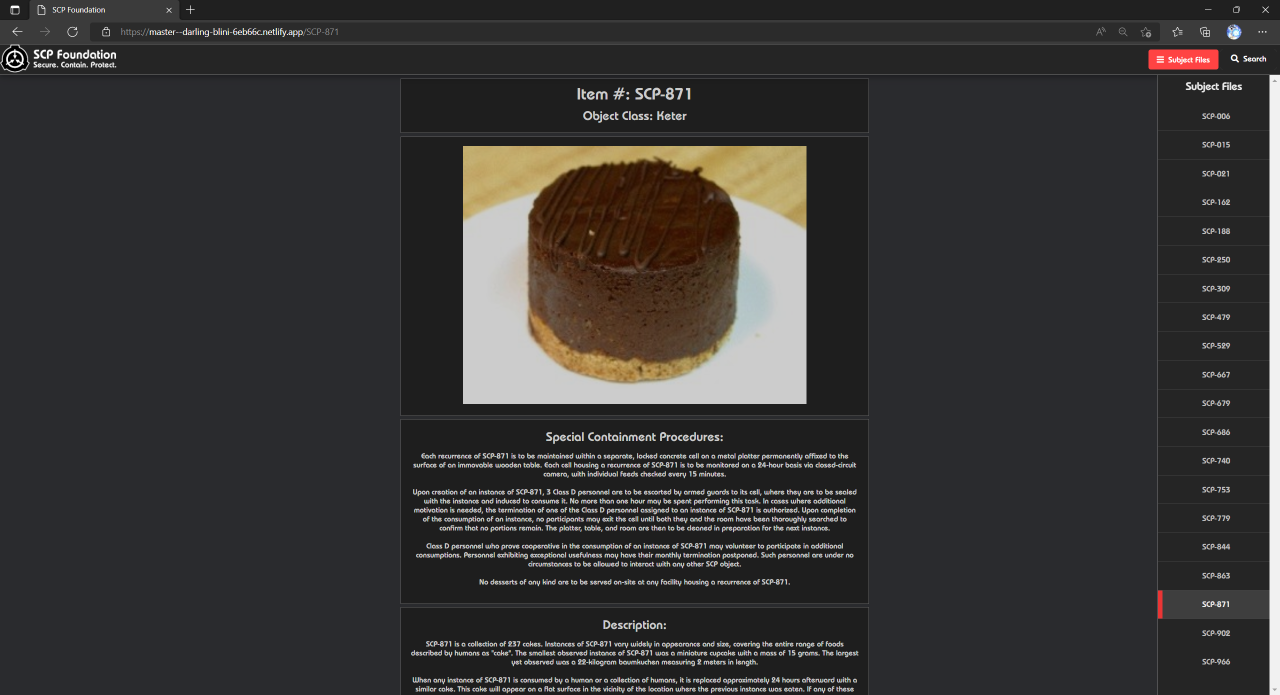 SCP Foundation
https://master--darling-blini-6eb66c.netlify.app/SCP-871
SCP Foundation
Secure. Contain. Protect.
Subject Files
Search
Item #: SCP-871
Object Class: Keter
Special Containment Procedures:
Each recurrence of SCP-871 is to be maintained within a separate, locked concrete cell on a metal platter permanently affixed to the
surface of an immovable wooden table. Each cell housing a recurrence of SCP-871 is to be monitored on a 24-hour basis via closed-circuit
camera, with individual feeds checked every 15 minutes.
Upon creation of an instance of SCP-871, 3 Class D personnel are to be escorted by armed guards to its cell, where they are to be sealed
with the instance and induced to consume it. No more than one hour may be spent performing this task. In cases where additional
motivation is needed, the termination of one of the Class D personnel assigned to an instance of SCP-871 is authorized. Upon completion
of the consumption of an instance, no participants may exit the cell until both they and the room have been thoroughly searched to
confirm that no portions remain. The platter, table, and room are then to be cleaned in preparation for the next instance.
Class D personnel who prove cooperative in the consumption of an instance of SCP-871 may volunteer to participate in additional
consumptions. Personnel exhibiting exceptional usefulness may have their monthly termination postponed. Such personnel are under no
circumstances to be allowed to interact with any other SCP object.
No desserts of any kind are to be served on-site at any facility housing a recurrence of SCP-871.
Description:
SCP-871 is a collection of 237 cakes. Instances of SCP-871 vary widely in appearance and size, covering the entire range of foods
described by humans as "cake". The smallest observed instance of SCP-871 was a miniature cupcake with a mass of 15 grams. The largest
yet observed was a 22-kilogram baumkuchen measuring 2 meters in length.
When any instance of SCP-871 is consumed by a human or a collection of humans, it is replaced approximately 24 hours afterward with a
similar cake. This cake will appear on a flat surface in the vicinity of the location where the previous instance was eaten. If any of these
Subject Files
SCP-006
SCP-015
SCP-021
SCP-162
SCP-188
SCP-250
SCP-309
SCP-479
SCP-529
SCP-667
SCP-679
SCP-686
SCP-740
SCP-753
SCP-779
SCP-844
SCP-863
SCP-871
SCP-902
SCP-966